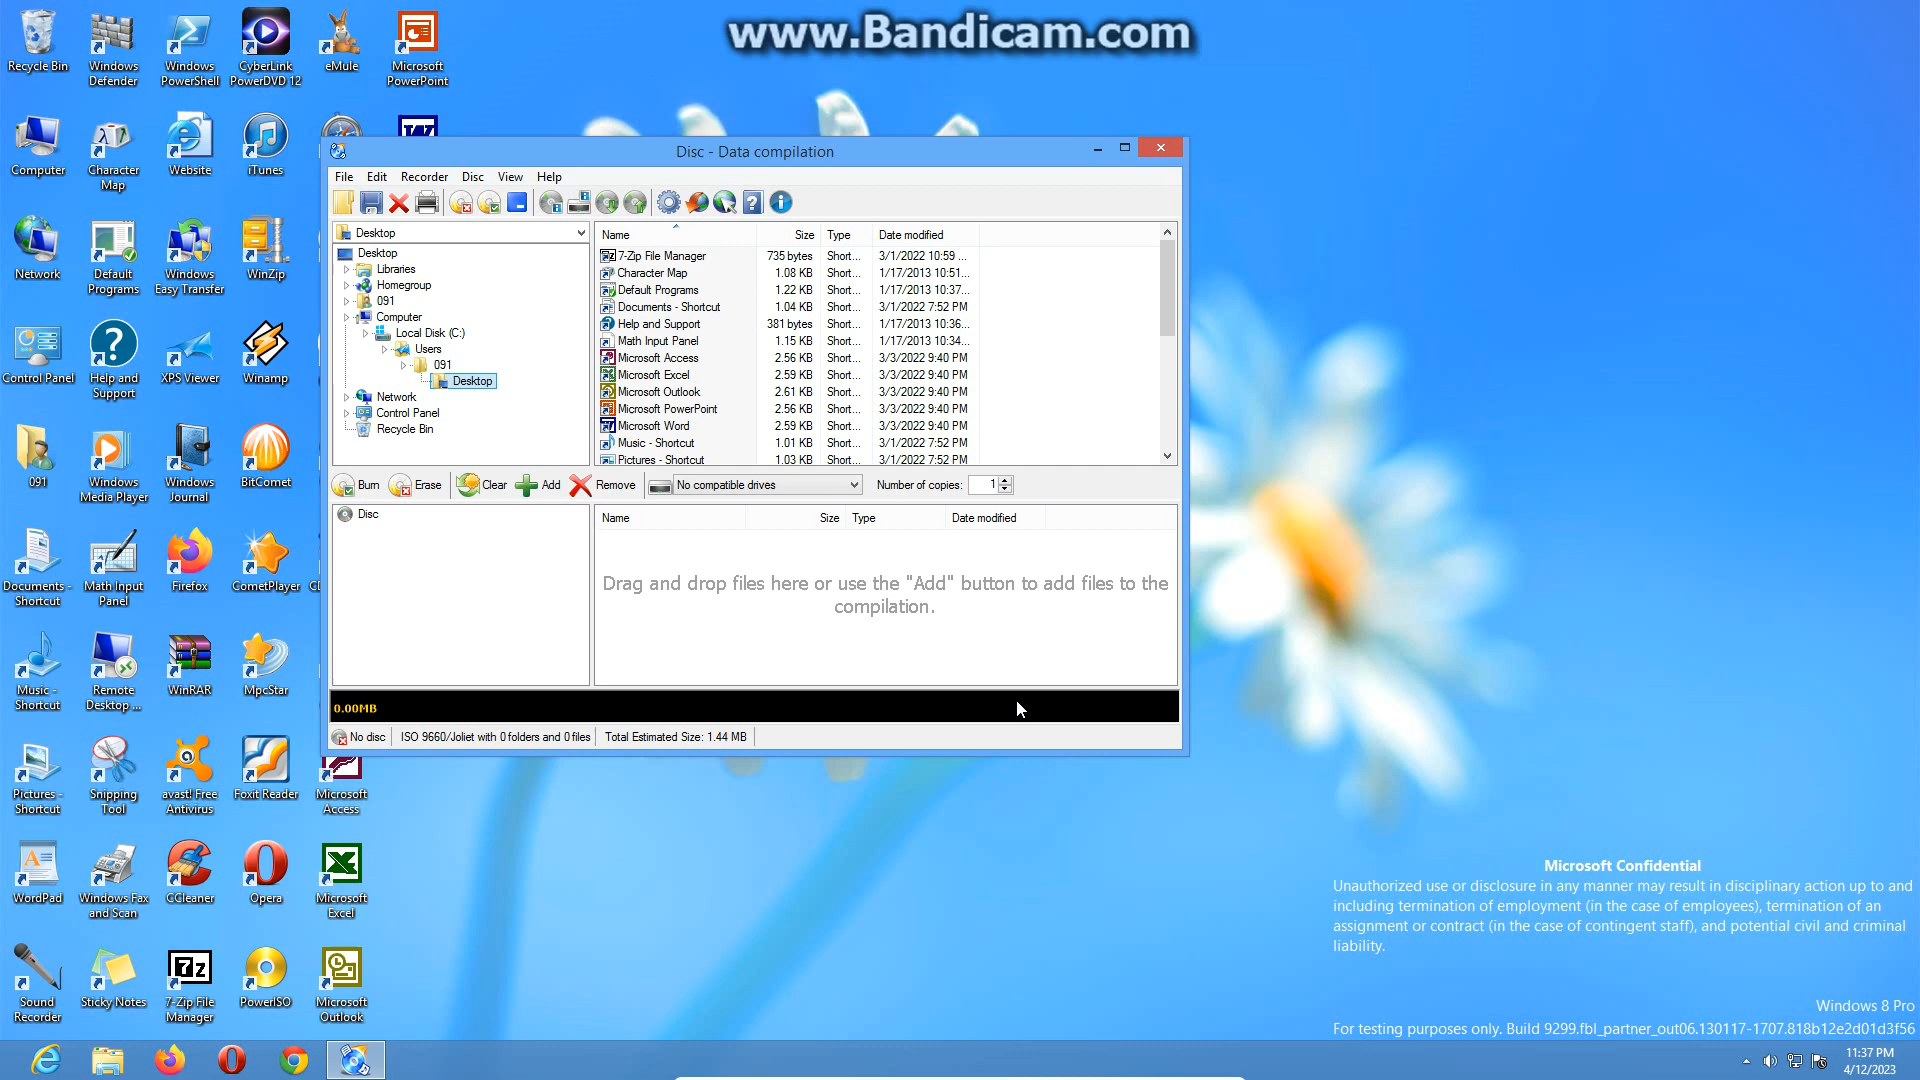 www.Bandicam.com
Recycle Bin
Windows Defender
Windows PowerShell
CyberLink PowerDVD 12
eMule
Microsoft PowerPoint
Computer
Character Map
Website
iTunes
Network
Default Programs
Windows Easy Transfer
WinZip
Control Panel
Help and Support
XPS Viewer
Winamp
091
Windows Media Player
Windows Journal
BitComet
Documents - Shortcut
Math Input Panel
Firefox
CometPlayer
Music - Shortcut
Remote Desktop ...
WinRAR
MpcStar
Pictures - Shortcut
Snipping Tool
avast! Free Antivirus
Foxit Reader
Microsoft Access
WordPad
Windows Fax and Scan
CCleaner
Opera
Microsoft Excel
Sound Recorder
Sticky Notes
7-Zip File Manager
PowerISO
Microsoft Outlook
Disc - Data compilation
File Edit Recorder Disc View Help
Desktop
Desktop
Libraries
Homegroup
091
Computer
Local Disk (C:)
Users
091
Desktop
Network
Control Panel
Recycle Bin
Name Size Type Date modified
7-Zip File Manager 735 bytes Short... 3/1/2022 10:59 ...
Character Map 1.08 KB Short... 1/17/2013 10:51...
Default Programs 1.22 KB Short... 1/17/2013 10:37...
Documents - Shortcut 1.04 KB Short... 3/1/2022 7:52 PM
Help and Support 381 bytes Short... 1/17/2013 10:36...
Math Input Panel 1.15 KB Short... 1/17/2013 10:34...
Microsoft Access 2.56 KB Short... 3/3/2022 9:40 PM
Microsoft Excel 2.59 KB Short... 3/3/2022 9:40 PM
Microsoft Outlook 2.61 KB Short... 3/3/2022 9:40 PM
Microsoft PowerPoint 2.56 KB Short... 3/3/2022 9:40 PM
Microsoft Word 2.59 KB Short... 3/3/2022 9:40 PM
Music - Shortcut 1.01 KB Short... 3/1/2022 7:52 PM
Pictures - Shortcut 1.03 KB Short... 3/1/2022 7:52 PM
Burn Erase Clear Add Remove No compatible drives Number of copies: 1
Disc
Name Size Type Date modified
Drag and drop files here or use the "Add" button to add files to the
compilation.
0.00MB
No disc ISO 9660/Joliet with 0 folders and 0 files Total Estimated Size: 1.44 MB
Microsoft Confidential
Unauthorized use or disclosure in any manner may result in disciplinary action up to and
including termination of employment (in the case of employees), termination of an
assignment or contract (in the case of contingent staff), and potential civil and criminal
liability.
Windows 8 Pro
For testing purposes only. Build 9299.fbl_partner_out06.130117-1707.818b12e2d01d3f56
11:37 PM
4/12/2023